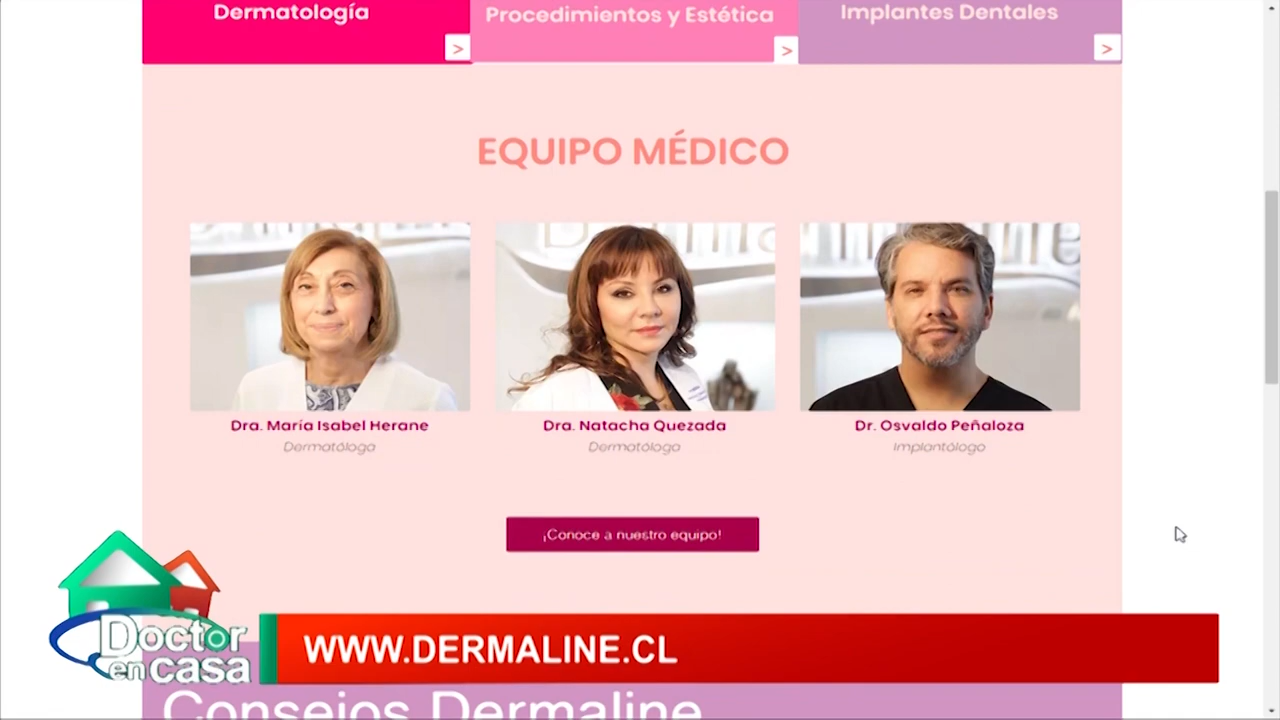 Dermatología
Procedimientos y Estética
Implantes Dentales
>
>
>
EQUIPO MÉDICO
Dra. María Isabel Herane
Dermatóloga
Dra. Natacha Quezada
Dermatóloga
Dr. Osvaldo Peñaloza
Implantólogo
¡Conoce a nuestro equipo!
Doctor
en casa
WWW.DERMALINE.CL
Consejos Dermaline